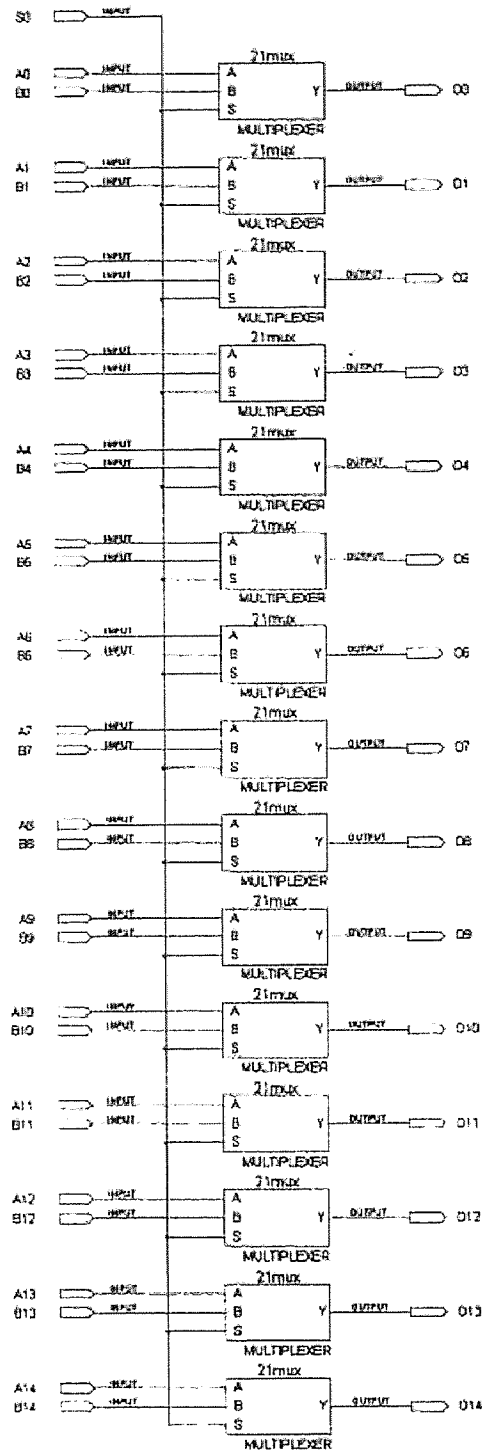 S0 INPUT
21mux
A0 INPUT A
B0 INPUT B Y OUTPUT O0
S
MULTIPLEXER
21mux
A1 INPUT A
B1 INPUT B Y OUTPUT O1
S
MULTIPLEXER
21mux
A2 INPUT A
B2 INPUT B Y OUTPUT O2
S
MULTIPLEXER
21mux
A3 INPUT A
B3 INPUT B Y OUTPUT O3
S
MULTIPLEXER
21mux
A4 INPUT A
B4 INPUT B Y OUTPUT O4
S
MULTIPLEXER
21mux
A5 INPUT A
B5 INPUT B Y OUTPUT O5
S
MULTIPLEXER
21mux
A6 INPUT A
B6 INPUT B Y OUTPUT O6
S
MULTIPLEXER
21mux
A7 INPUT A
B7 INPUT B Y OUTPUT O7
S
MULTIPLEXER
21mux
A8 INPUT A
B8 INPUT B Y OUTPUT O8
S
MULTIPLEXER
21mux
A9 INPUT A
B9 INPUT B Y OUTPUT O9
S
MULTIPLEXER
21mux
A10 INPUT A
B10 INPUT B Y OUTPUT O10
S
MULTIPLEXER
21mux
A11 INPUT A
B11 INPUT B Y OUTPUT O11
S
MULTIPLEXER
21mux
A12 INPUT A
B12 INPUT B Y OUTPUT O12
S
MULTIPLEXER
21mux
A13 INPUT A
B13 INPUT B Y OUTPUT O13
S
MULTIPLEXER
21mux
A14 INPUT A
B14 INPUT B Y OUTPUT O14
S
MULTIPLEXER